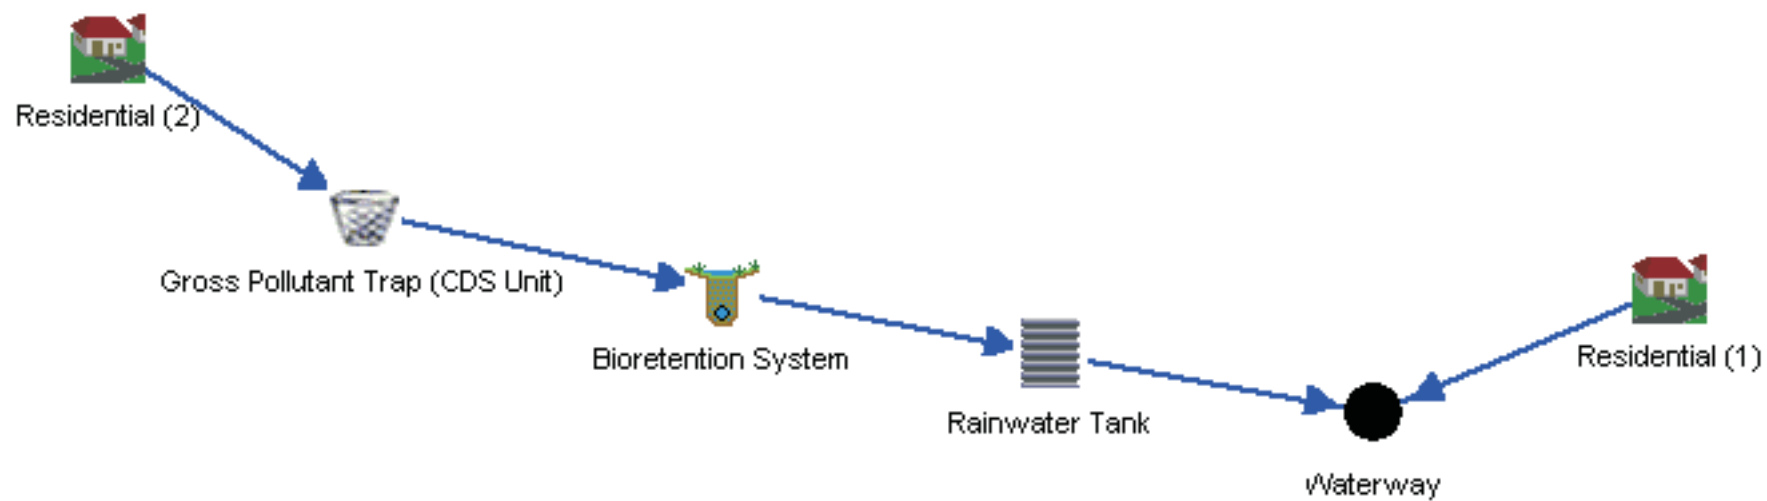 Residential (2)
Gross Pollutant Trap (CDS Unit)
Bioretention System
Residential (1)
Rainwater Tank
Waterway